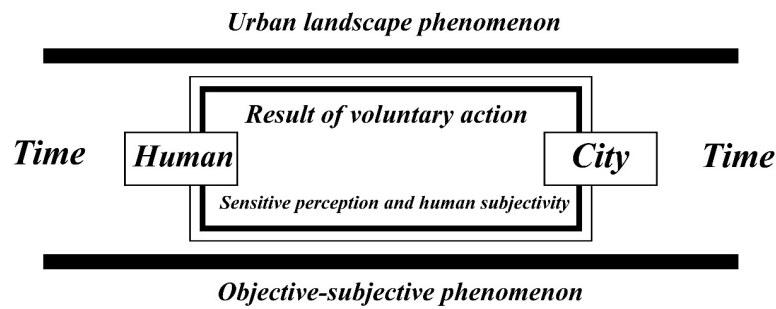 Urban landscape phenomenon
Result of voluntary action
Time Human City Time
Sensitive perception and human subjectivity
Objective-subjective phenomenon